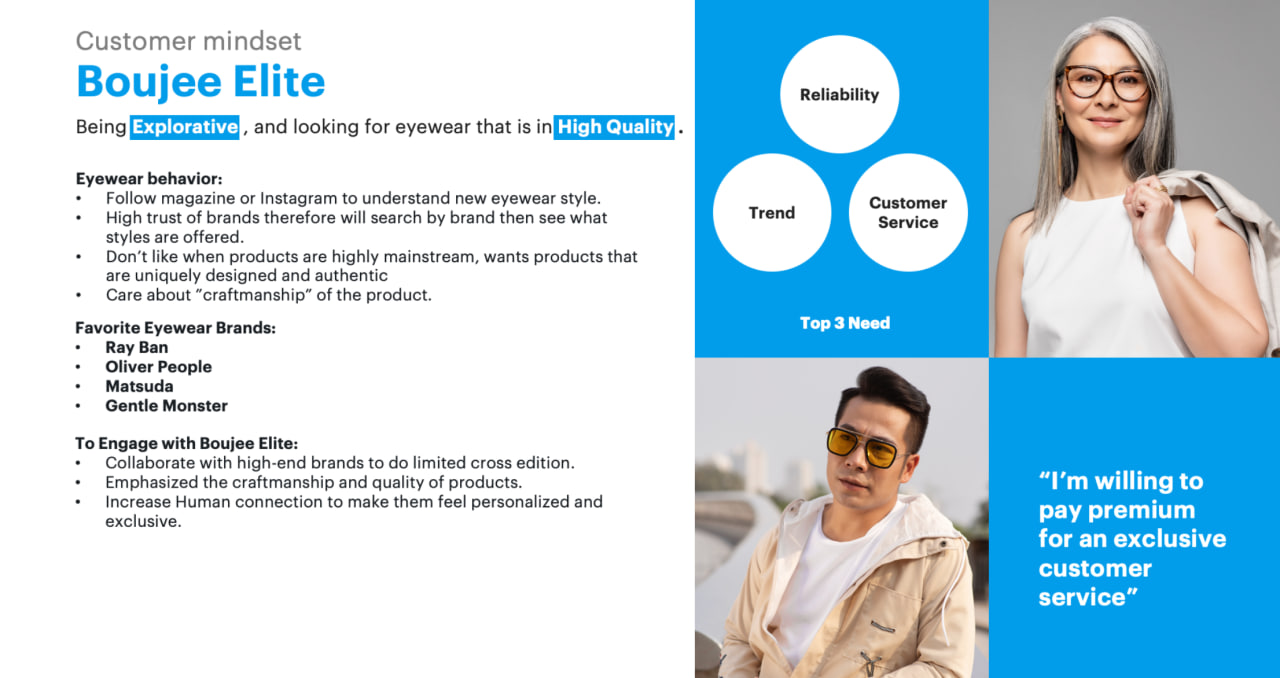 Customer mindset
Boujee Elite
Being Explorative , and looking for eyewear that is in High Quality .
Eyewear behavior:
• Follow magazine or Instagram to understand new eyewear style.
• High trust of brands therefore will search by brand then see what
styles are offered.
• Don’t like when products are highly mainstream, wants products that
are uniquely designed and authentic
• Care about ”craftmanship” of the product.
Favorite Eyewear Brands:
• Ray Ban
• Oliver People
• Matsuda
• Gentle Monster
To Engage with Boujee Elite:
• Collaborate with high-end brands to do limited cross edition.
• Emphasized the craftmanship and quality of products.
• Increase Human connection to make them feel personalized and
exclusive.
Reliability
Trend
Customer
Service
Top 3 Need
“I’m willing to
pay premium
for an exclusive
customer
service”